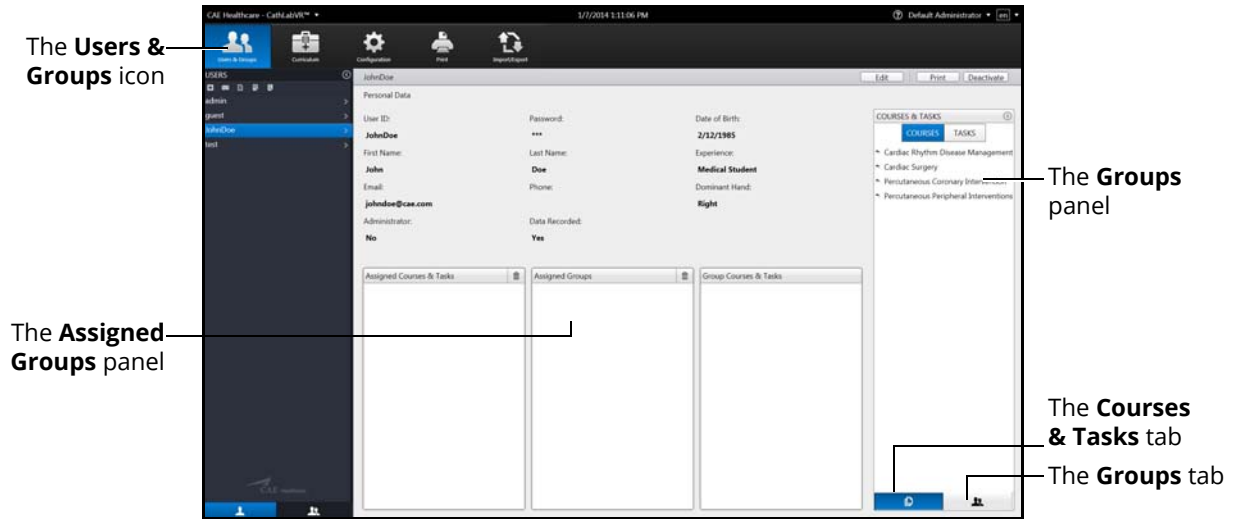 CAE Healthcare - CathLabVR™
1/7/2014 1:11:06 PM
Default Administrator
en
The Users &
Groups icon
Users & Groups
Curriculum
Configuration
Print
Import/Export
USERS
admin
guest
JohnDoe
test
JohnDoe
Edit
Print
Deactivate
Personal Data
User ID:
Password:
Date of Birth:
JohnDoe
***
2/12/1985
First Name:
Last Name:
Experience:
John
Doe
Medical Student
Email:
Phone:
Dominant Hand:
johndoe@cae.com
Right
Administrator:
Data Recorded:
No
Yes
COURSES & TASKS
COURSES
TASKS
Cardiac Rhythm Disease Management
Cardiac Surgery
Percutaneous Coronary Intervention
Percutaneous Peripheral Interventions
The Groups
panel
Assigned Courses & Tasks
Assigned Groups
Group Courses & Tasks
The Assigned
Groups panel
The Courses
& Tasks tab
The Groups tab
CAE Healthcare